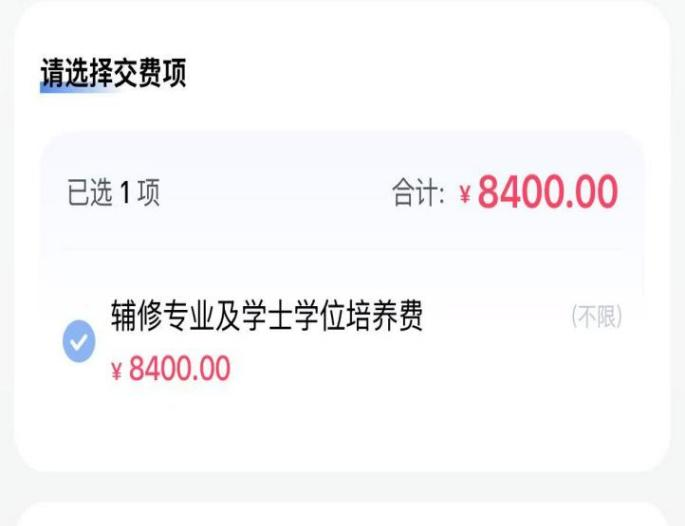 请选择交费项
已选 1 项
合计: ¥ 8400.00
辅修专业及学士学位培养费
(不限)
¥ 8400.00